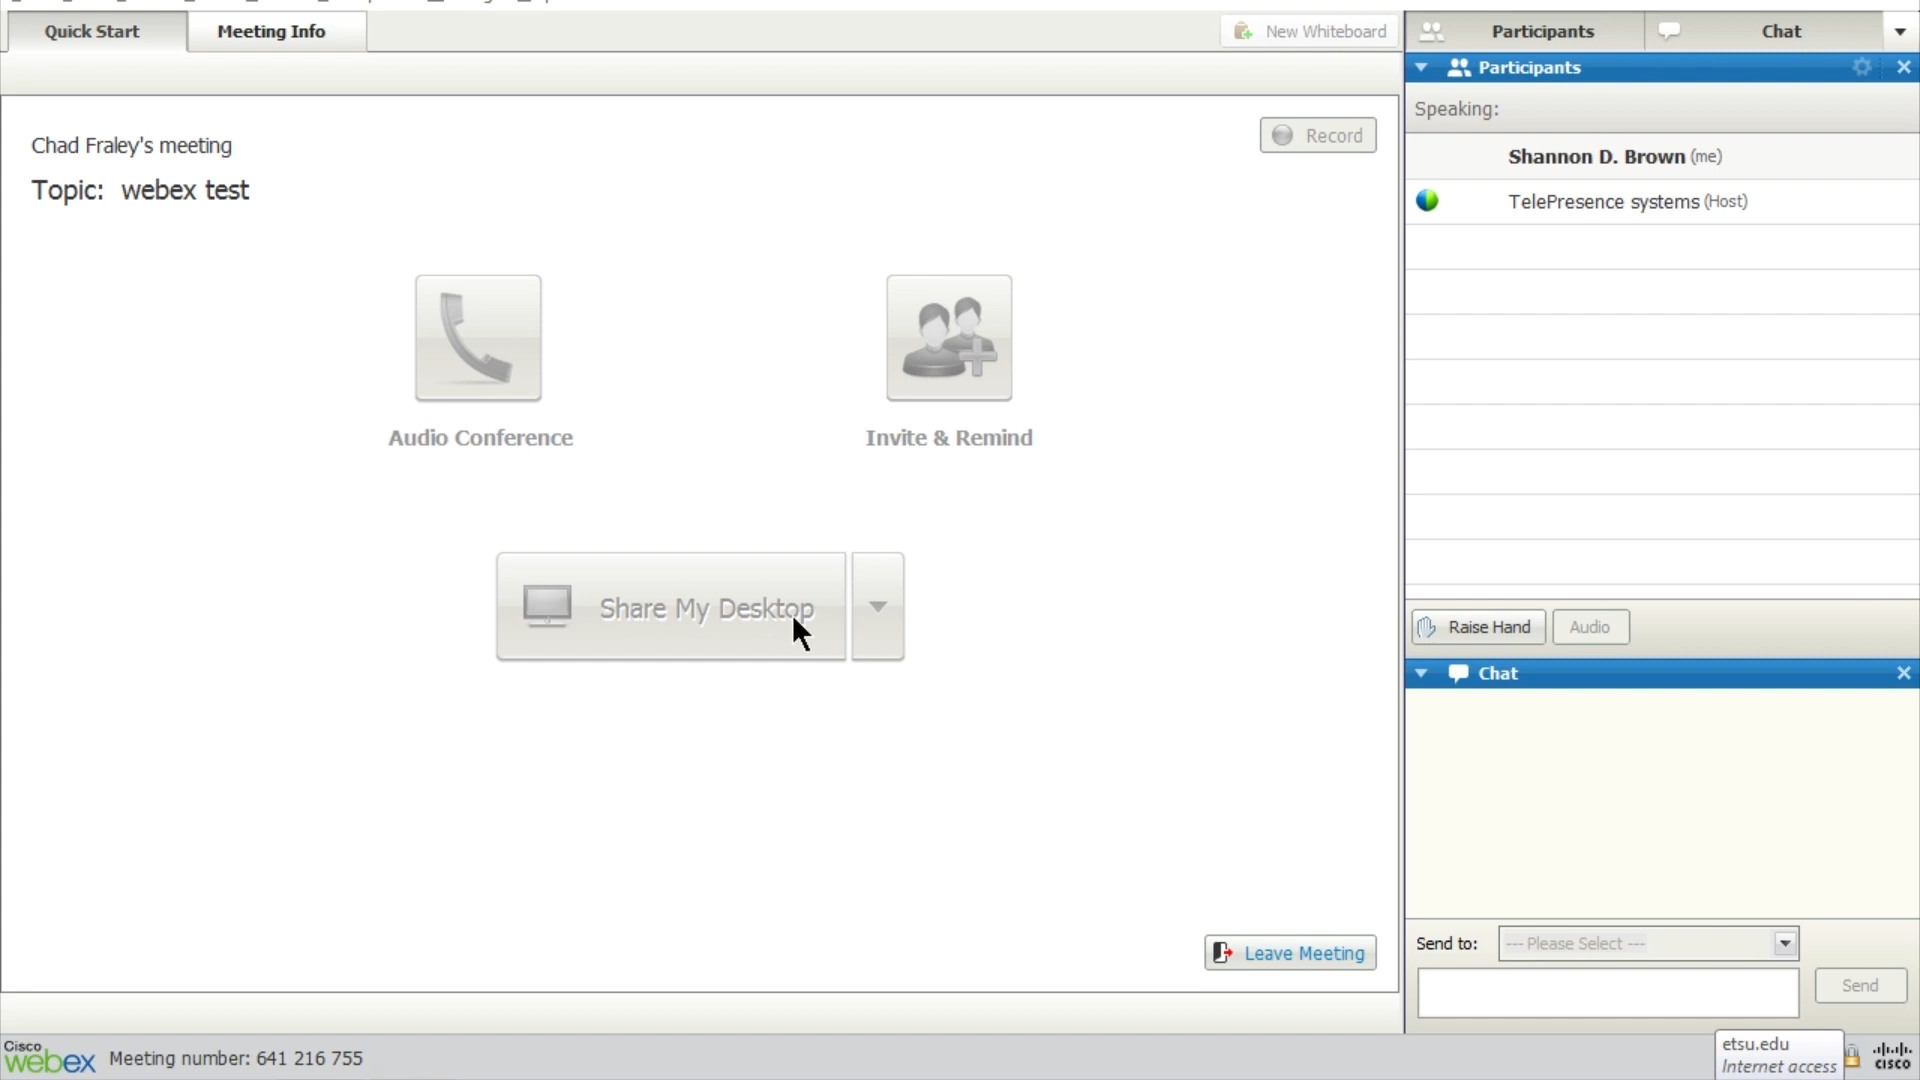 Quick Start
Meeting Info
New Whiteboard
Participants
Chat
Participants
Speaking:
Chad Fraley's meeting
Record
Shannon D. Brown (me)
Topic: webex test
TelePresence systems (Host)
Audio Conference
Invite & Remind
Share My Desktop
Raise Hand
Audio
Chat
Send to:
--- Please Select ---
Leave Meeting
Send
Cisco
webex
Meeting number: 641 216 755
etsu.edu
Internet access
CISCO